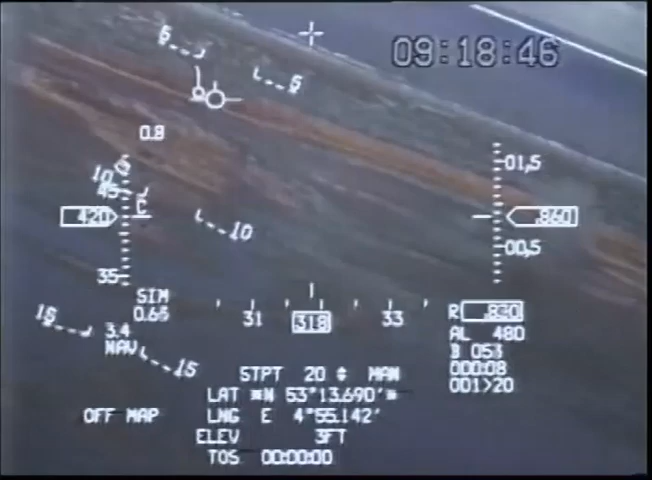 09:18:46
5
5
0.8
01,5
10
45
C
420
10
,860
00,5
35
SIM
0.65
31
318
33
R ,830
AL 480
15
3.4
NAV
15
B 053
000:08
001>20
STPT 20 ♦ MAN
LAT *N 53°13.690'*
LNG E 4°55.142'
OFF MAP
ELEV 3FT
TOS 00:00:00